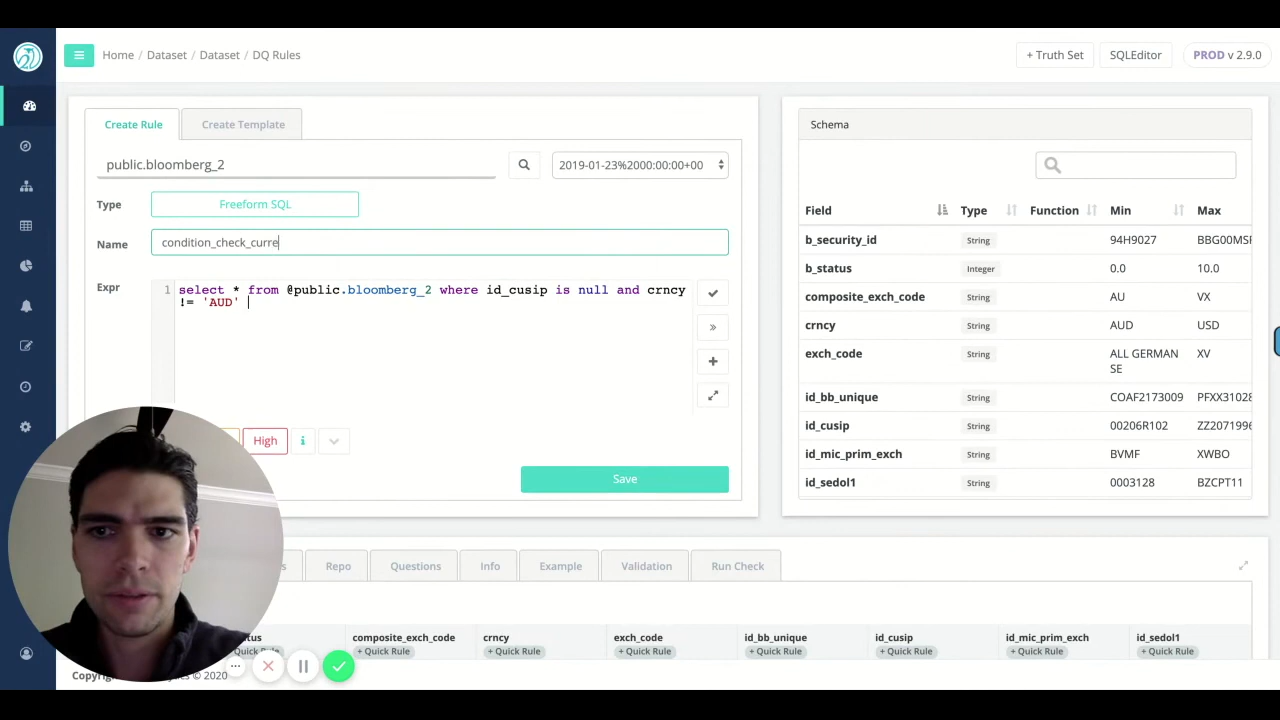 Home / Dataset / Dataset / DQ Rules
+ Truth Set
SQLEditor
PROD v 2.9.0
Create Rule
Create Template
public.bloomberg_2
2019-01-23%2000:00:00+00
Type
Freeform SQL
Name
condition_check_curre
Expr
1
select * from @public.bloomberg_2 where id_cusip is null and crncy
!= 'AUD'
High
Save
Schema
Field Type Function Min Max
b_security_id String 94H9027
b_status Integer 0.0 10.0
composite_exch_code String AU VX
crncy String AUD USD
exch_code String ALL GERMAN XV
SE
id_bb_unique String COAF2173009 PFXX31028
id_cusip String 00206R102 ZZ2071996
id_mic_prim_exch String BVMF XWBO
id_sedol1 String 0003128 BZCPT11
Repo
Questions
Info
Example
Validation
Run Check
composite_exch_code crncy exch_code id_bb_unique id_cusip id_mic_prim_exch id_sedol1
+ Quick Rule + Quick Rule + Quick Rule + Quick Rule + Quick Rule + Quick Rule + Quick Rule
© 2020